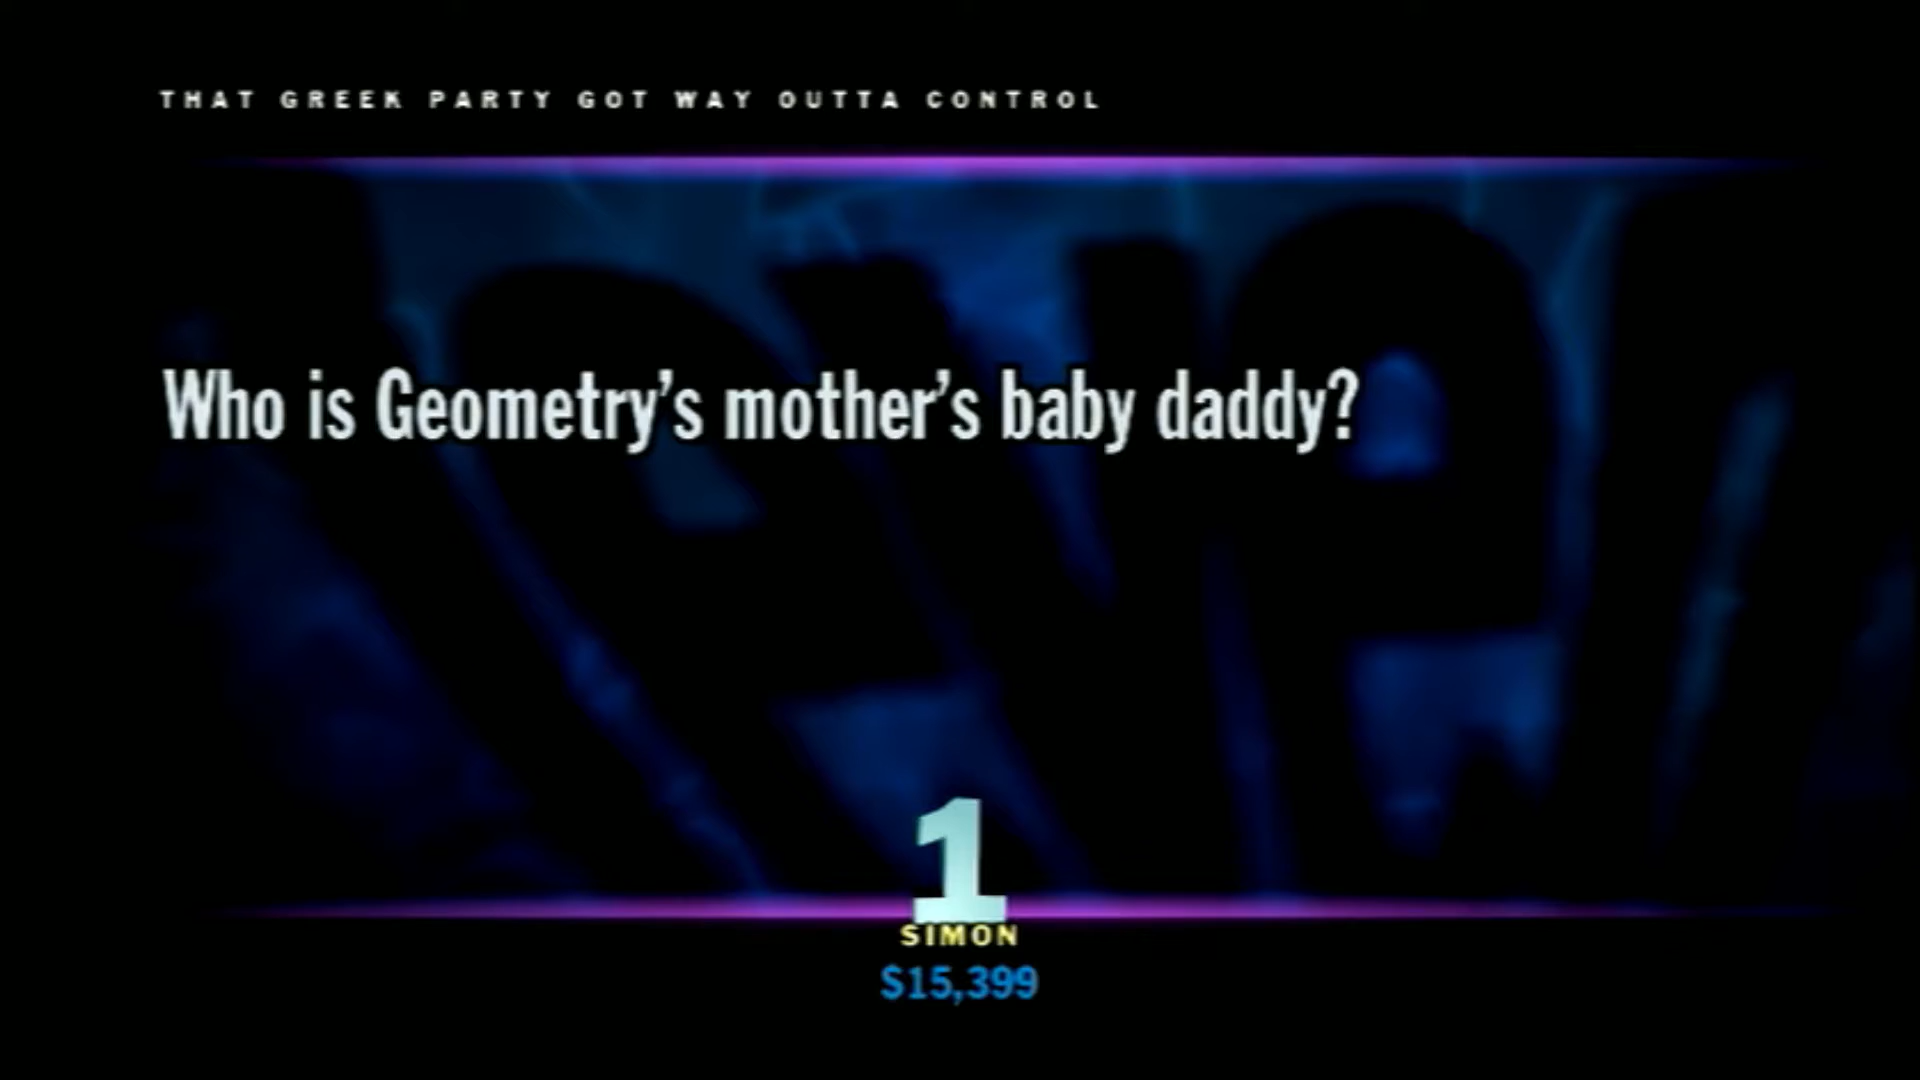 THAT GREEK PARTY GOT WAY OUTTA CONTROL
Who is Geometry's mother's baby daddy?
1
SIMON
$15,399